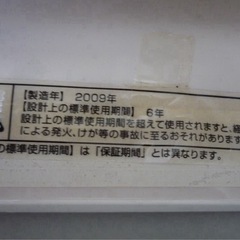 【製造年】2009年
【設計上の標準使用期間】6年
設計上の標準使用期間を超えて使用されますと、経
による発火、けが等の事故に至るおそれがあります
の標準使用期間】は「保証期間」とは異なります。